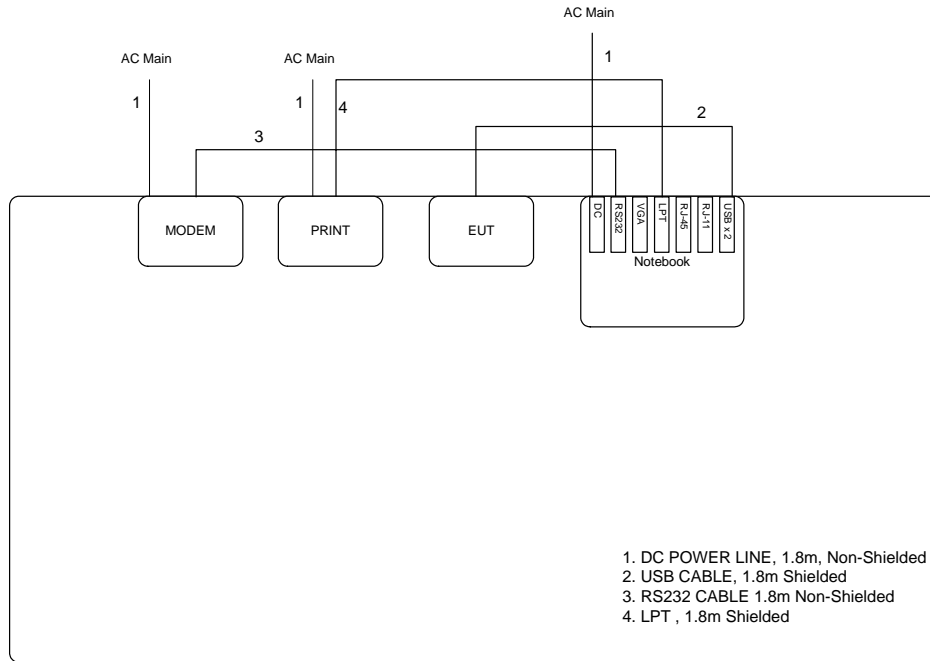 AC Main
1
AC Main
AC Main
1
1
4
2
3
MODEM
PRINT
EUT
DC
RS232
VGA
LPT
RJ-45
RJ-11
USB x 2
Notebook
1. DC POWER LINE, 1.8m, Non-Shielded
2. USB CABLE, 1.8m Shielded
3. RS232 CABLE 1.8m Non-Shielded
4. LPT , 1.8m Shielded